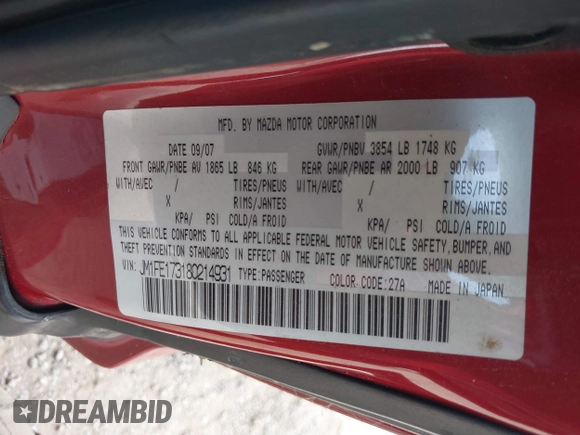 MFD. BY MAZDA MOTOR CORPORATION
DATE 09/07 GVWR/PNBV 3854 LB 1748 KG
FRONT GAWR/PNBE AV 1865 LB 846 KG REAR GAWR/PNBE AR 2000 LB 907 KG
WITH/AVEC / TIRES/PNEUS WITH/AVEC / TIRES/PNEUS
X RIMS/JANTES X RIMS/JANTES
KPA/ PSI COLD/A FROID KPA/ PSI COLD/A FROID
THIS VEHICLE CONFORMS TO ALL APPLICABLE FEDERAL MOTOR VEHICLE SAFETY, BUMPER, AND
THEFT PREVENTION STANDARDS IN EFFECT ON THE DATE OF MANUFACTURE SHOWN ABOVE.
VIN: JM1FE173180214931 TYPE:PASSENGER COLOR CODE:27A MADE IN JAPAN
DREAMBID